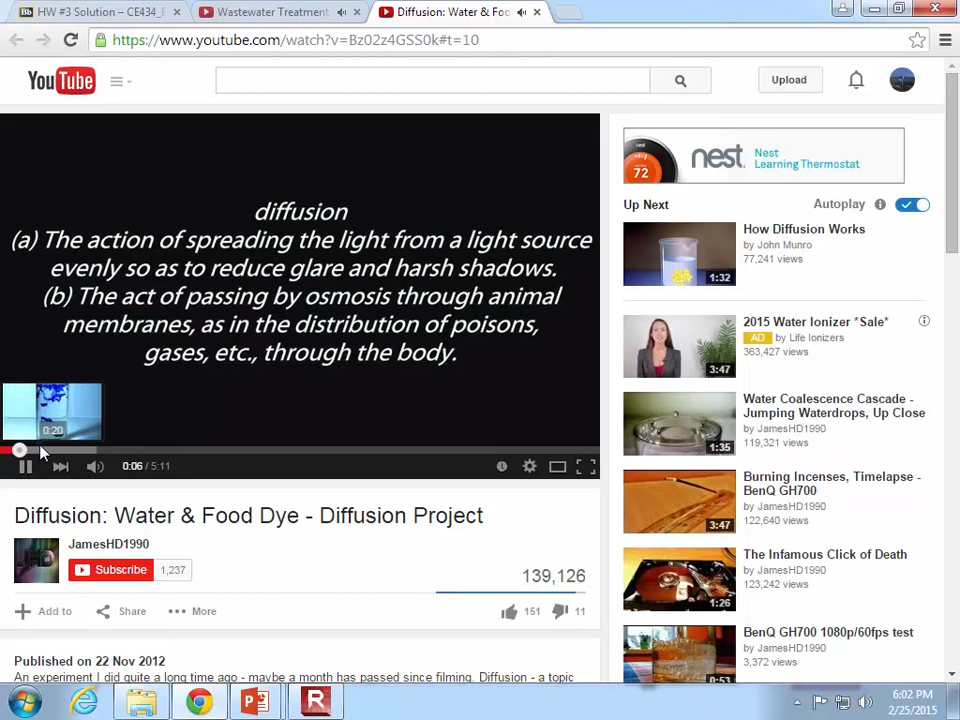 HW #3 Solution – CE434_
Wastewater Treatment
Diffusion: Water & Foo
https://www.youtube.com/watch?v=Bz02z4GSS0k#t=10
YouTube
Upload
diffusion
(a) The action of spreading the light from a light source
evenly so as to reduce glare and harsh shadows.
(b) The act of passing by osmosis through animal
membranes, as in the distribution of poisons,
gases, etc., through the body.
0:20
0:06 / 5:11
Diffusion: Water & Food Dye - Diffusion Project
JamesHD1990
Subscribe 1,237
139,126
Add to Share More 151 11
Published on 22 Nov 2012
An experiment I did quite a long time ago - maybe a month has passed since filming. Diffusion - a topic
72 nest Nest
Learning Thermostat
Up Next Autoplay
How Diffusion Works
by John Munro
77,241 views
1:32
2015 Water Ionizer *Sale*
AD by Life Ionizers
363,427 views
3:47
Water Coalescence Cascade -
Jumping Waterdrops, Up Close
by JamesHD1990
119,321 views
1:35
Burning Incenses, Timelapse -
BenQ GH700
by JamesHD1990
122,640 views
3:47
The Infamous Click of Death
by JamesHD1990
123,242 views
1:26
BenQ GH700 1080p/60fps test
by JamesHD1990
3,372 views
0:53
6:02 PM
2/25/2015